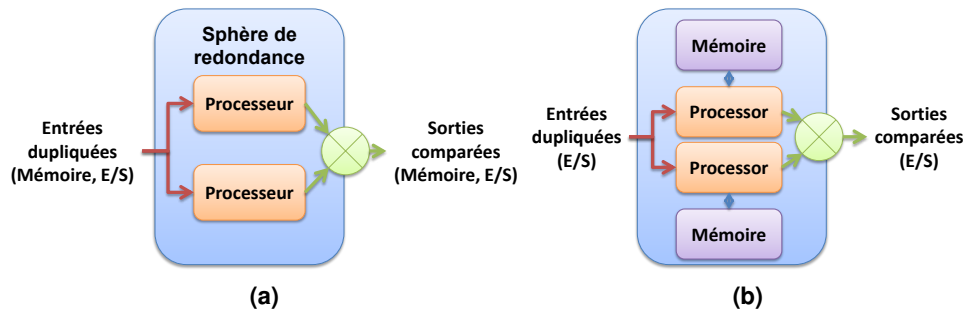 Sphère de
redondance
Processeur
Entrées
dupliquées
(Mémoire, E/S)
Processeur
Sorties
comparées
(Mémoire, E/S)
(a)
Mémoire
Processor
Entrées
dupliquées
(E/S)
Processor
Mémoire
Sorties
comparées
(E/S)
(b)